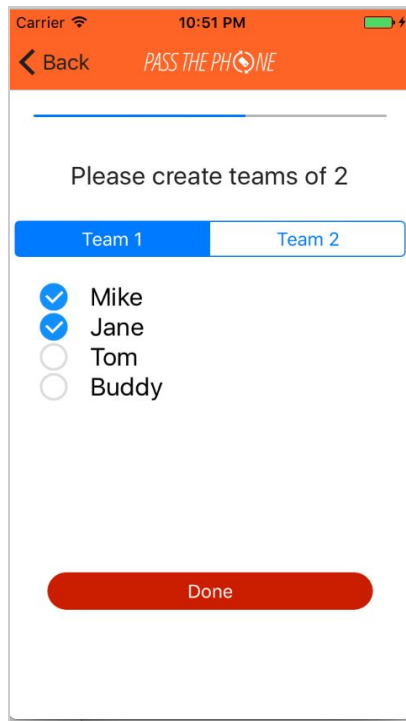 Carrier 10:51 PM
Back PASS THE PHONE
Please create teams of 2
Team 1 Team 2
Mike
Jane
Tom
Buddy
Done